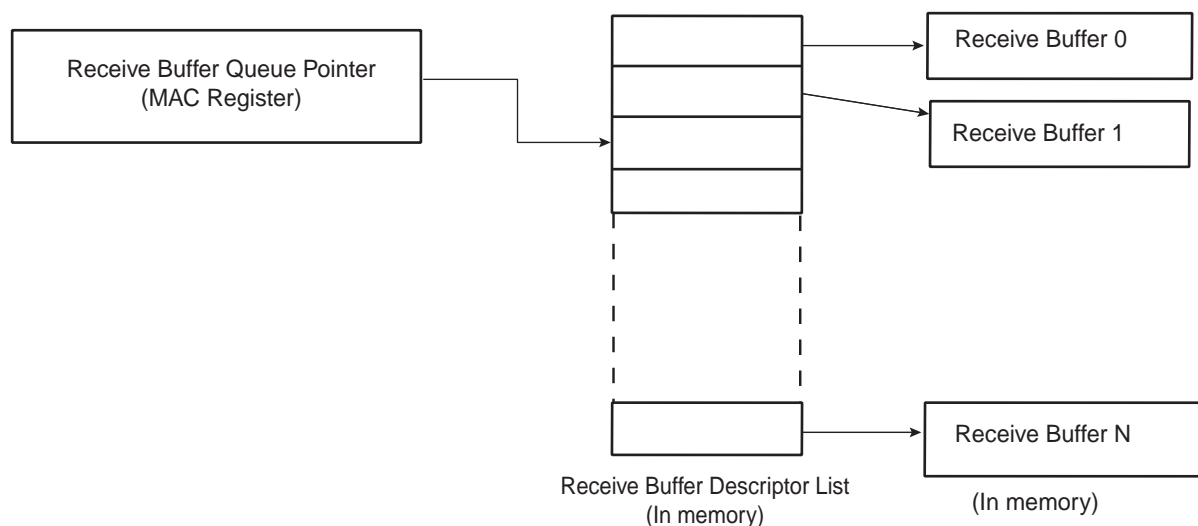 Receive Buffer Queue Pointer
(MAC Register)
Receive Buffer 0
Receive Buffer 1
Receive Buffer N
Receive Buffer Descriptor List
(In memory)
(In memory)